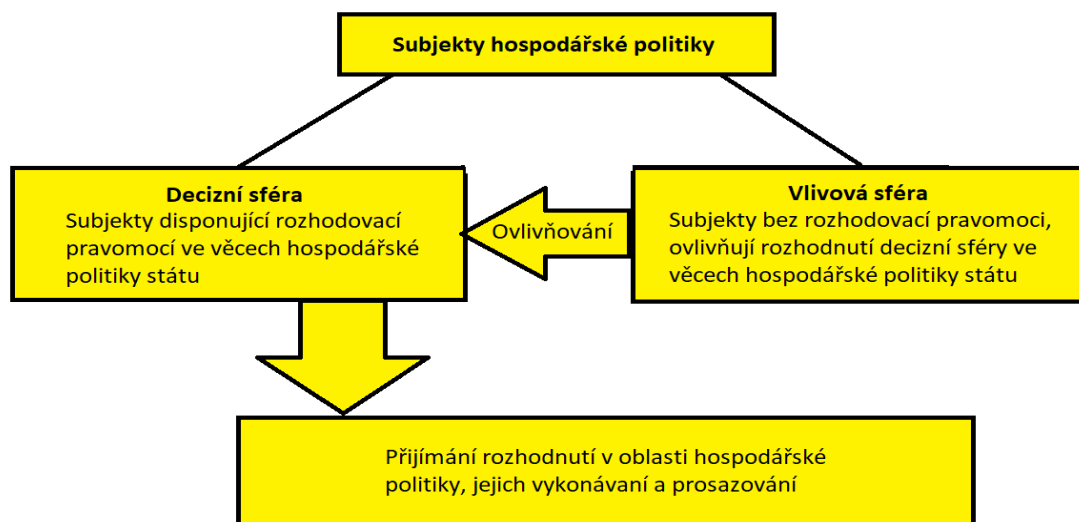 Subjekty hospodářské politiky
Decizní sféra
Subjekty disponující rozhodovací
pravomocí ve věcech hospodářské
politiky státu
Ovlivňování
Vlivová sféra
Subjekty bez rozhodovací pravomoci,
ovlivňují rozhodnutí decizní sféry ve
věcech hospodářské politiky státu
Přijímání rozhodnutí v oblasti hospodářské
politiky, jejich vykonávaní a prosazování